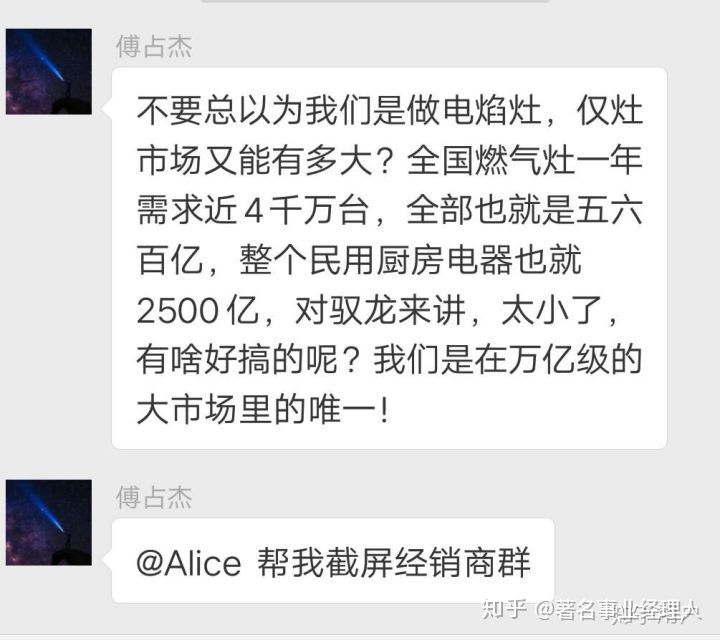 傅占杰
不要总以为我们是做电焰灶，仅灶
市场又能有多大？全国燃气灶一年
需求近4千万台，全部也就是五六
百亿，整个民用厨房电器也就
2500亿，对驭龙来讲，太小了，
有啥好搞的呢？我们是在万亿级的
大市场里的唯一！
傅占杰
@Alice 帮我截屏经销商群
知乎 @著名事业经理人